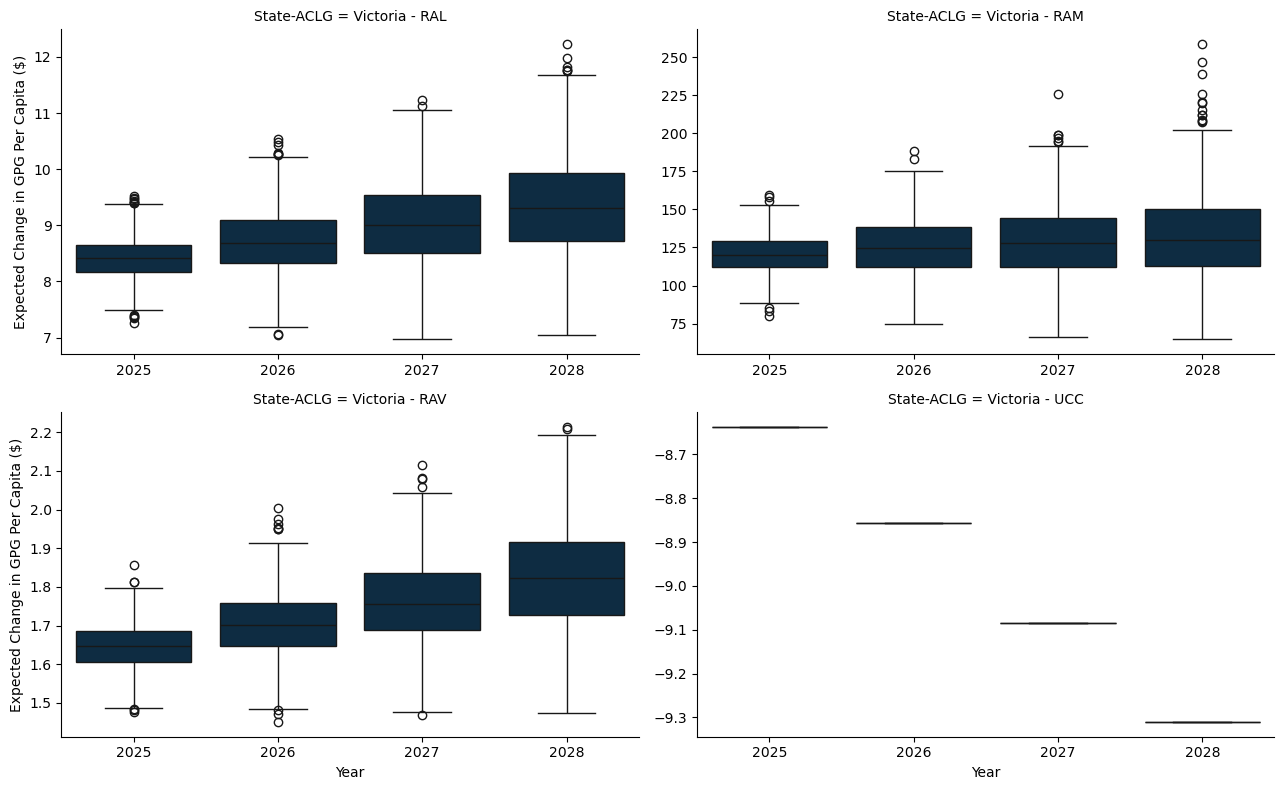 State-ACLG = Victoria - RAL
Expected Change in GPG Per Capita ($)
12
11
10
9
8
7
2025 2026 2027 2028
State-ACLG = Victoria - RAM
250
225
200
175
150
125
100
75
2025 2026 2027 2028
State-ACLG = Victoria - RAV
Expected Change in GPG Per Capita ($)
2.2
2.1
2.0
1.9
1.8
1.7
1.6
1.5
2025 2026 2027 2028
Year
State-ACLG = Victoria - UCC
−8.7
−8.8
−8.9
−9.0
−9.1
−9.2
−9.3
2025 2026 2027 2028
Year